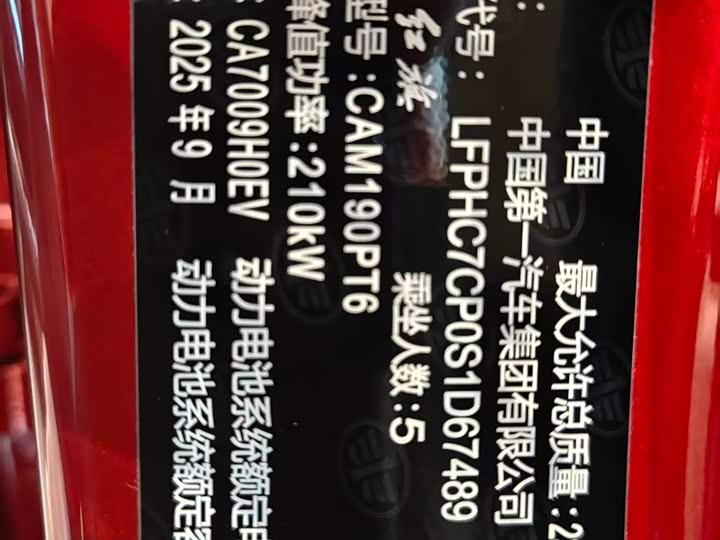 中国 最大允许总质量:2
: 中国第一汽车集团有限公司
代号: LFPHC7CP0S1D67489
红旗 乘坐人数:5
型号:CAM190PT6
峰值功率:210kW
: CA7009H0EV 动力电池系统额定
: 2025 年9 月 动力电池系统额定